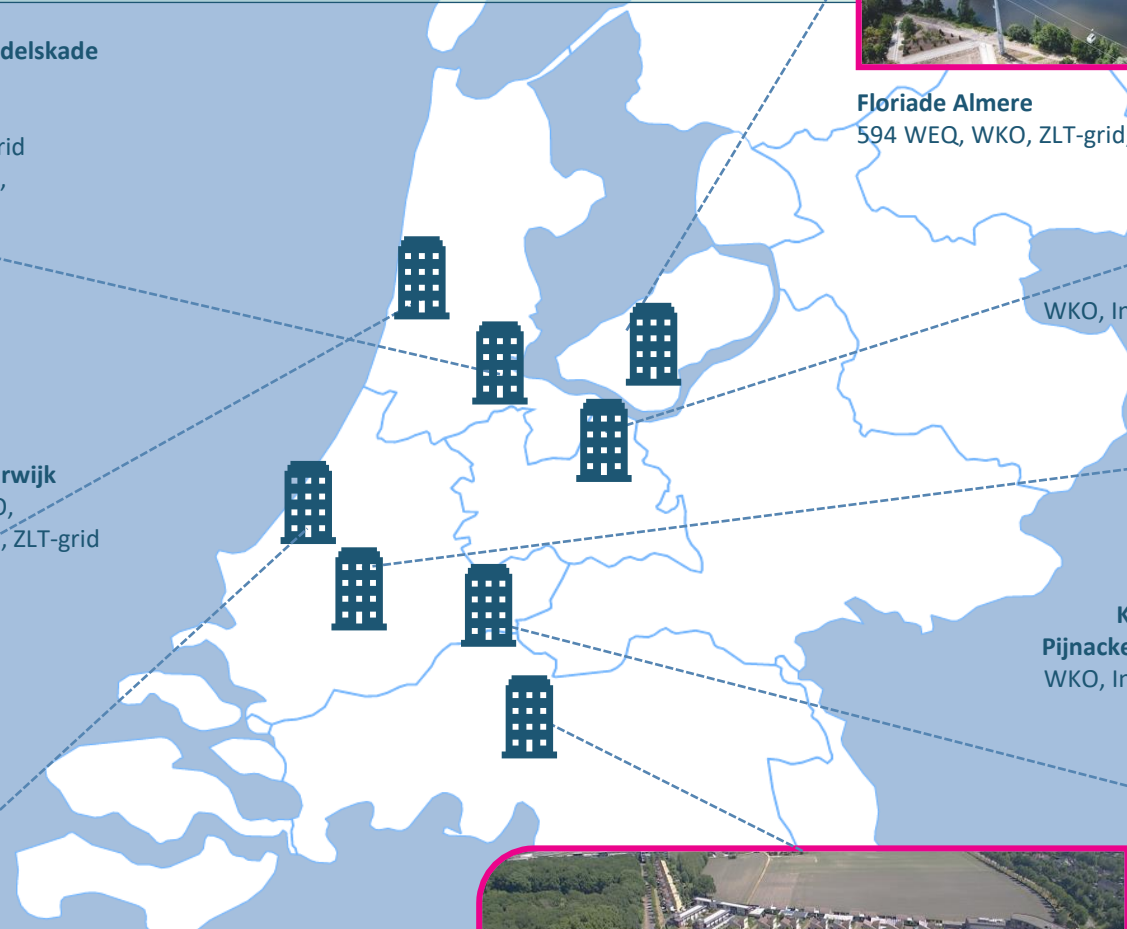 delskade
rid
,
Floriade Almere
594 WEQ, WKO, ZLT-grid,
WKO, In
rwijk
O,
, ZLT-grid
K
Pijnacke
WKO, In